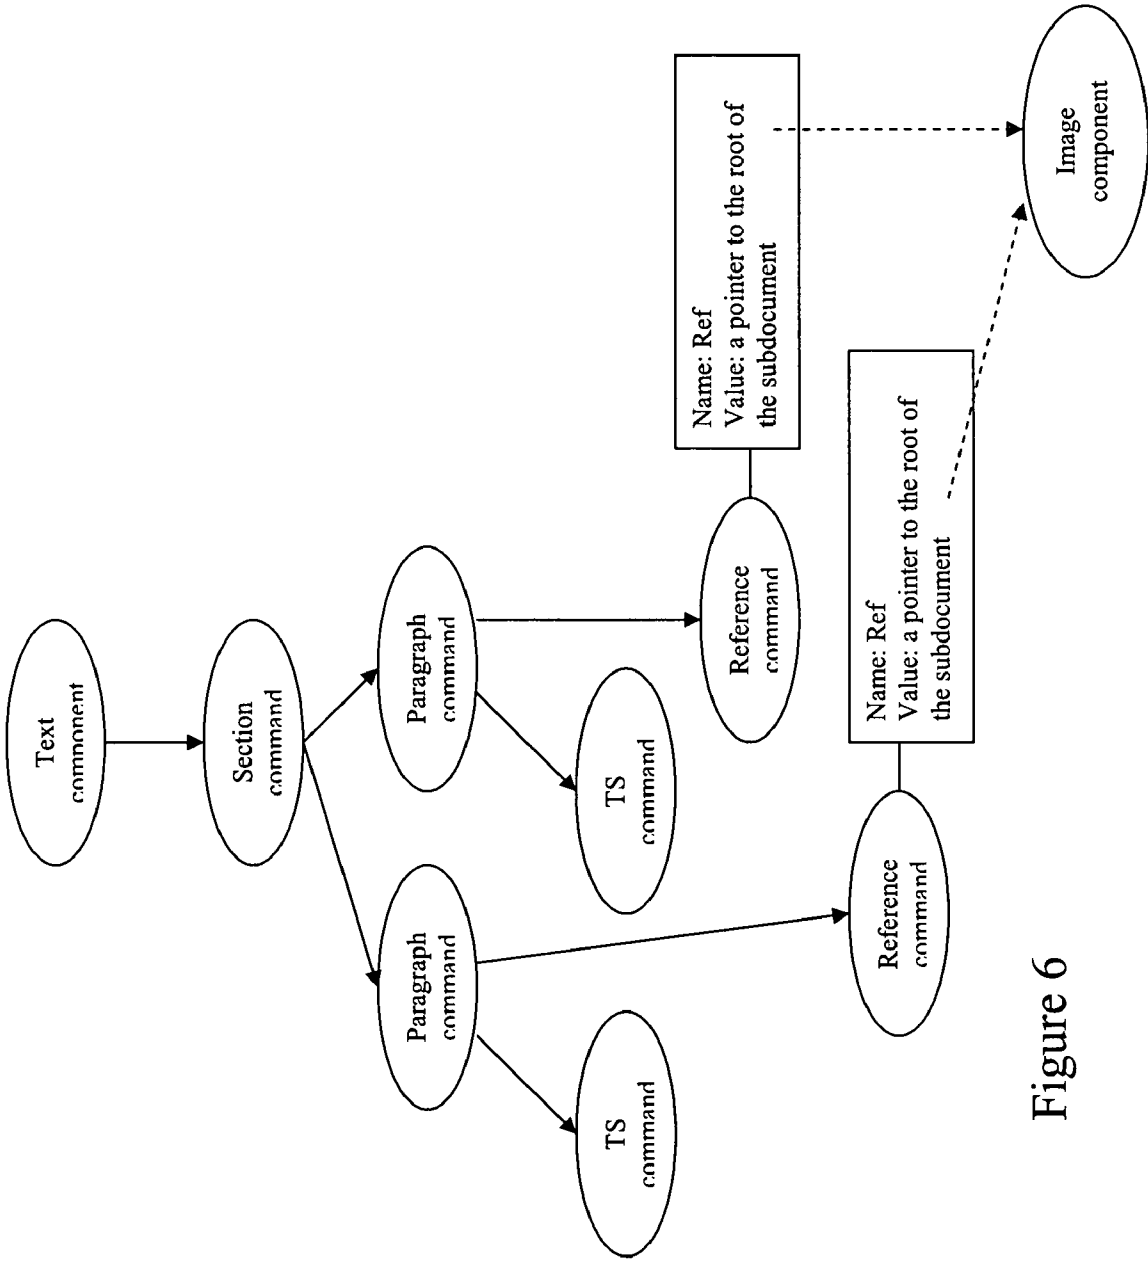 Text
component
Section
command
Paragraph
command
Paragraph
command
TS
command
TS
command
Reference
command
Name: Ref
Value: a pointer to the root of
the subdocument
Reference
command
Name: Ref
Value: a pointer to the root of
the subdocument
Image
component
Figure 6